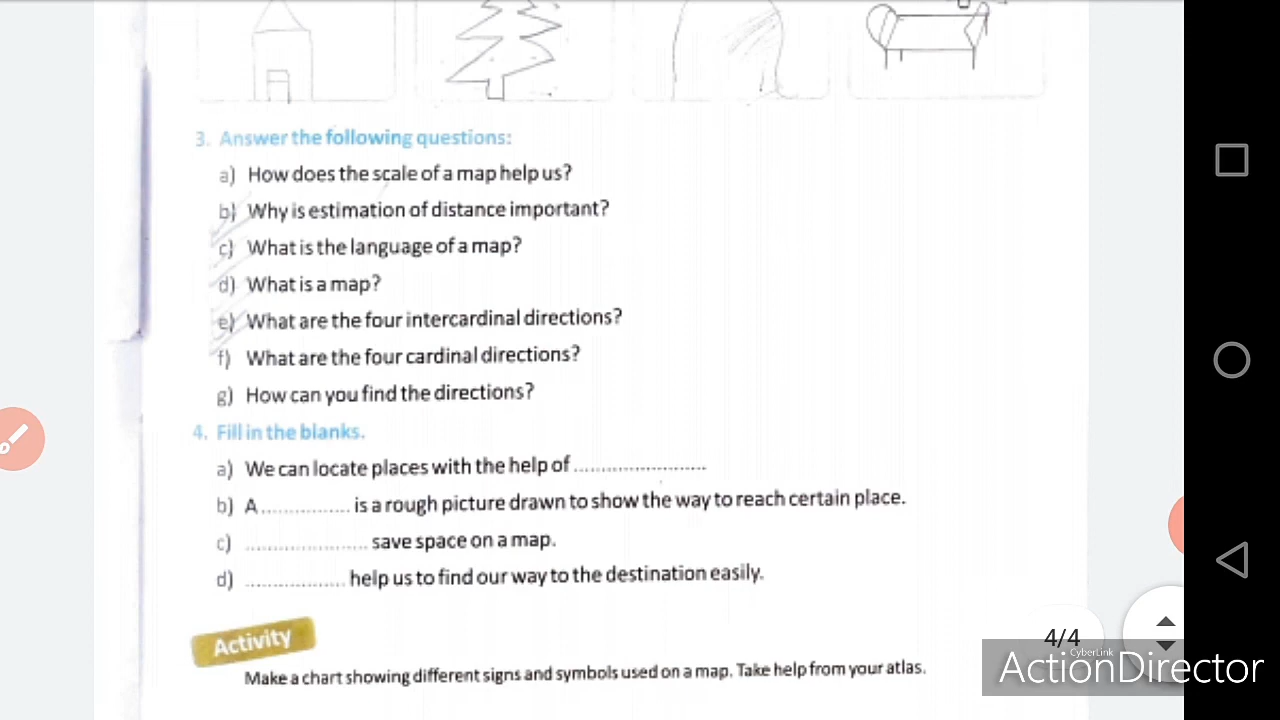 3. Answer the following questions:
a) How does the scale of a map help us?
b) Why is estimation of distance important?
c) What is the language of a map?
d) What is a map?
e) What are the four intercardinal directions?
f) What are the four cardinal directions?
g) How can you find the directions?
4. Fill in the blanks.
a) We can locate places with the help of ........................
b) A................. is a rough picture drawn to show the way to reach certain place.
c) ....................... save space on a map.
d) ................... help us to find our way to the destination easily.
Activity
Make a chart showing different signs and symbols used on a map. Take help from your atlas.
4/4
CyberLink
ActionDirector